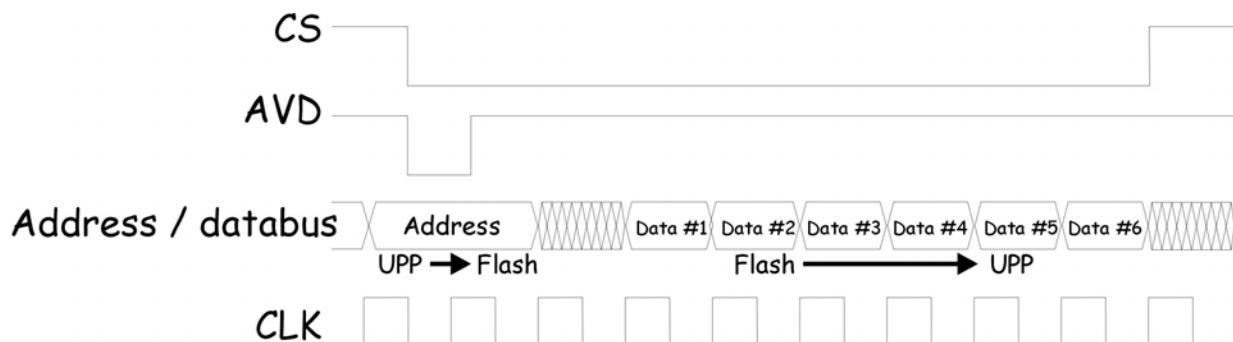 CS
AVD
Address / databus Address Data #1 Data #2 Data #3 Data #4 Data #5 Data #6
UPP Flash Flash UPP
CLK